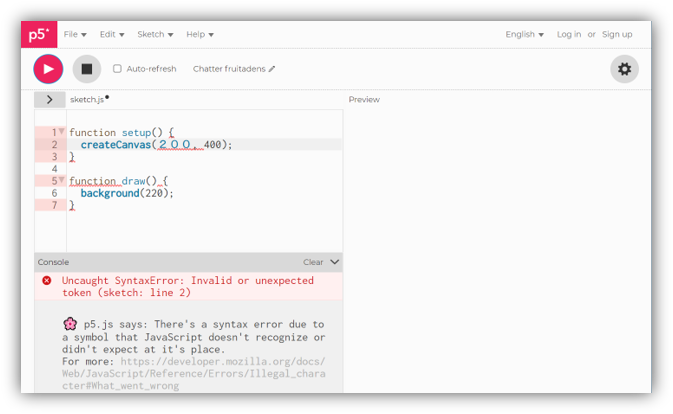 p5*
File Edit Sketch Help
English Log in or Sign up
Auto-refresh Chatter fruitadens
sketch.js
Preview
1 function setup() {
2 createCanvas(２００, 400);
3 }
4
5 function draw() {
6 background(220);
7 }
Console
Clear
Uncaught SyntaxError: Invalid or unexpected
token (sketch: line 2)
🌸 p5.js says: There's a syntax error due to
a symbol that JavaScript doesn't recognize or
didn't expect at it's place.
For more: https://developer.mozilla.org/docs/
Web/JavaScript/Reference/Errors/Illegal_chara
cter#What_went_wrong